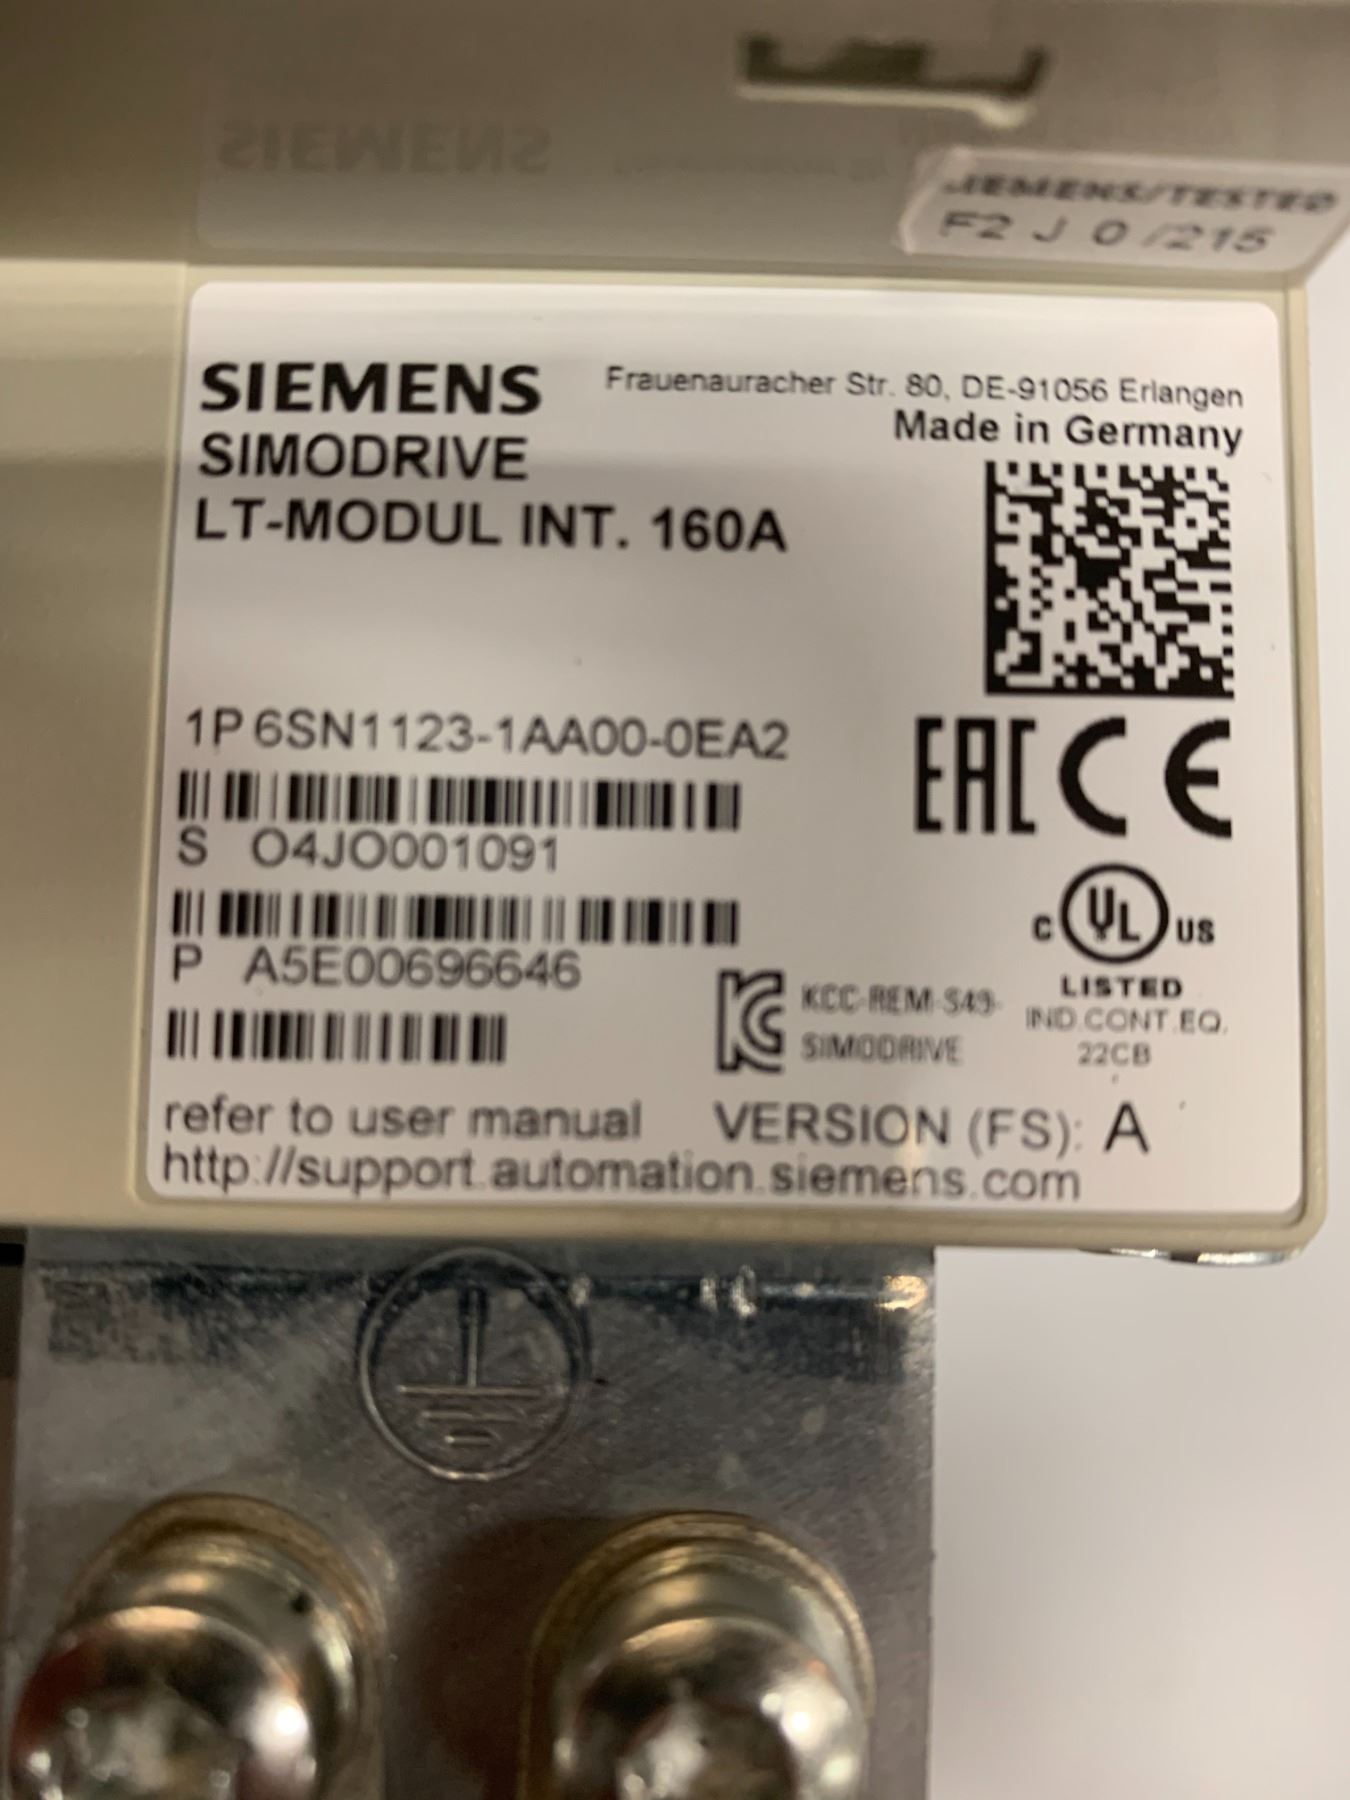 SIEMENS
SIEMENS/TESTED
F2 J 0 /215
SIEMENS
Frauenauracher Str. 80, DE-91056 Erlangen
Made in Germany
SIMODRIVE
LT-MODUL INT. 160A
1P 6SN1123-1AA00-0EA2
EAC CE
S O4JO001091
C UL US
LISTED
IND.CONT.EQ.
22CB
P A5E00696646
KCC-REM-S49-
SIMODRIVE
refer to user manual VERSION (FS): A
http://support.automation.siemens.com